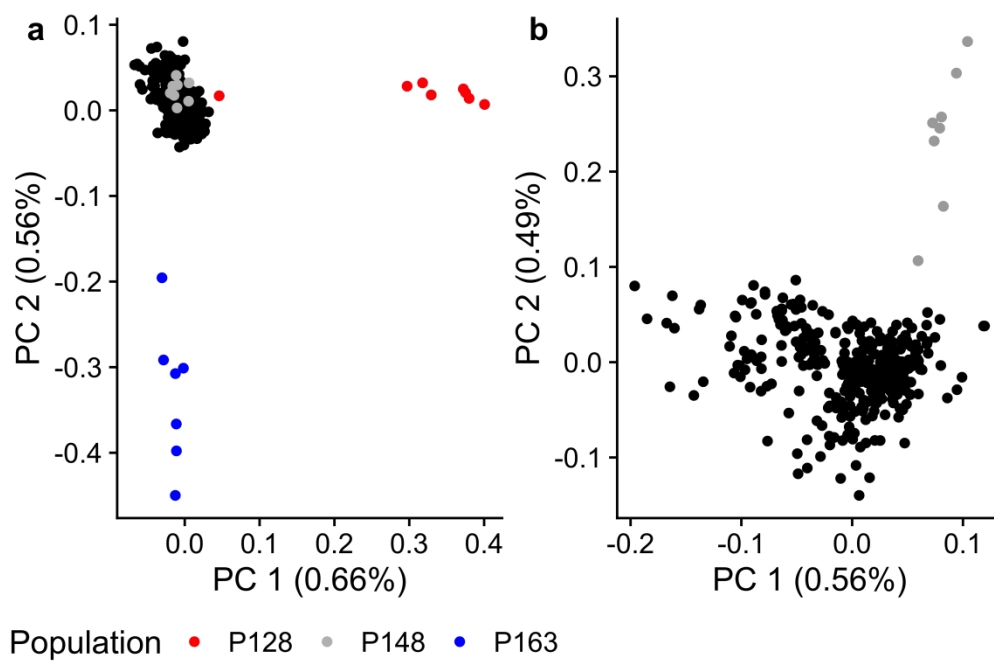 a
0.1
0.0
-0.1
-0.2
-0.3
-0.4
PC 2 (0.56%)
0.0 0.1 0.2 0.3 0.4
PC 1 (0.66%)
b
0.3
0.2
0.1
0.0
-0.1
PC 2 (0.49%)
-0.2 -0.1 0.0 0.1
PC 1 (0.56%)
Population P128 P148 P163